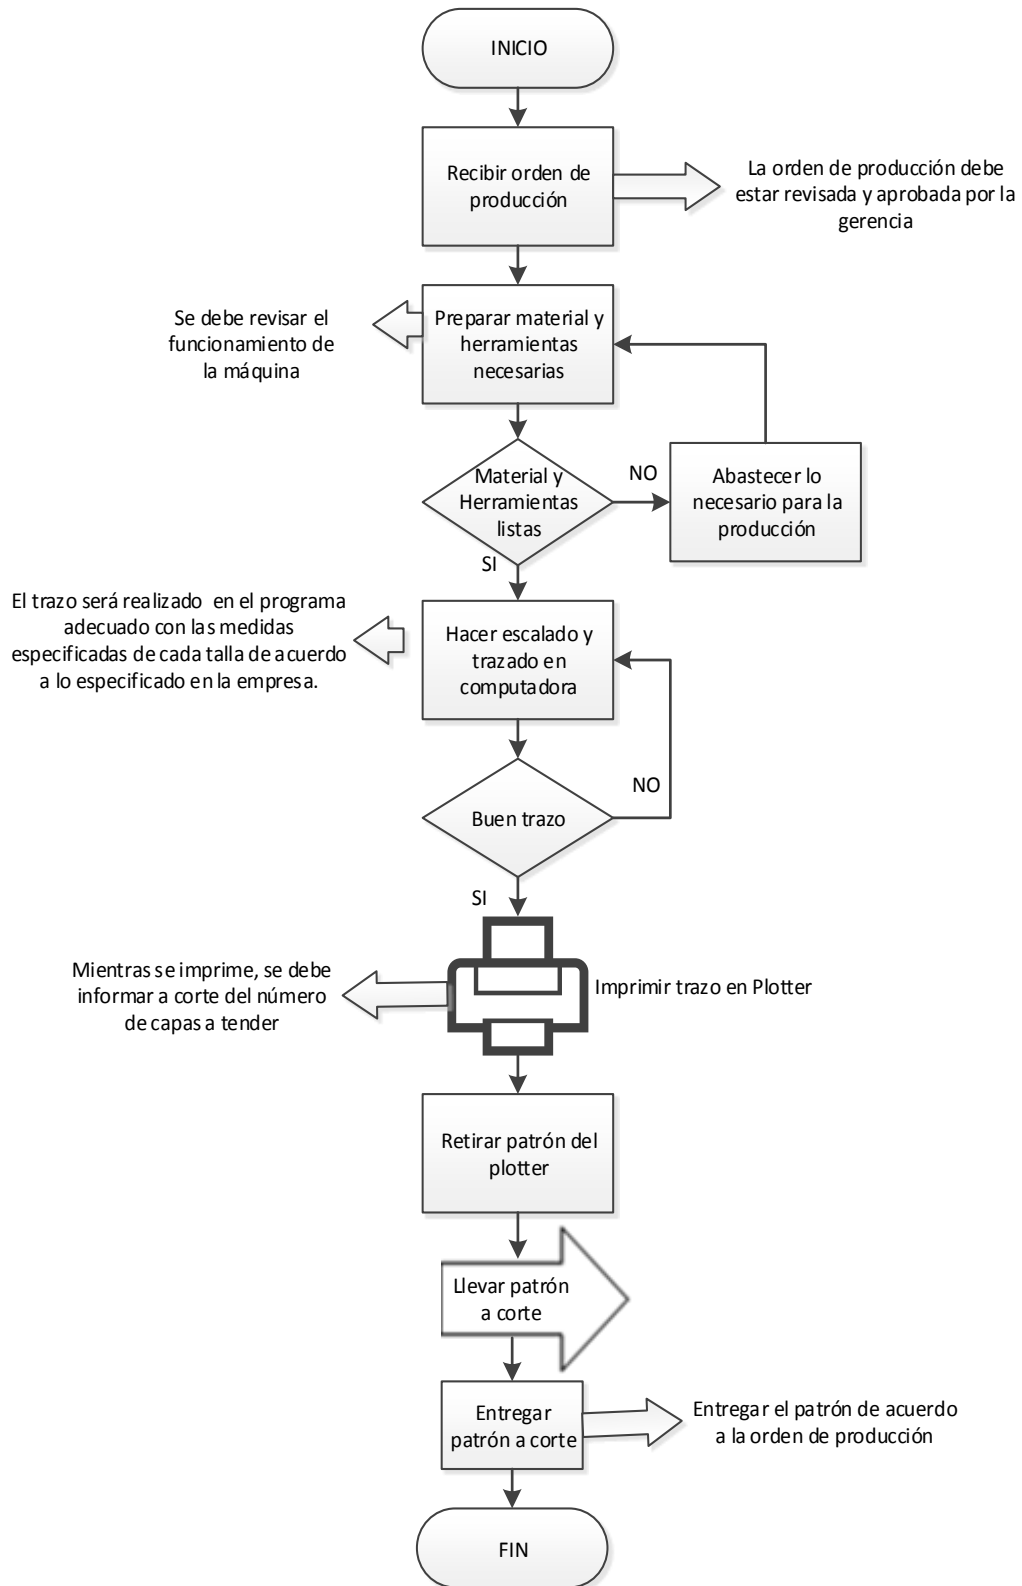 INICIO
Recibir orden de
producción
La orden de producción debe
estar revisada y aprobada por la
gerencia
Se debe revisar el
funcionamiento de
la máquina
Preparar material y
herramientas
necesarias
Material y
Herramientas
listas
NO
Abastecer lo
necesario para la
producción
SI
El trazo será realizado en el programa
adecuado con las medidas
especificadas de cada talla de acuerdo
a lo especificado en la empresa.
Hacer escalado y
trazado en
computadora
NO
Buen trazo
SI
Mientras se imprime, se debe
informar a corte del número
de capas a tender
Imprimir trazo en Plotter
Retirar patrón del
plotter
Llevar patrón
a corte
Entregar
patrón a corte
Entregar el patrón de acuerdo
a la orden de producción
FIN